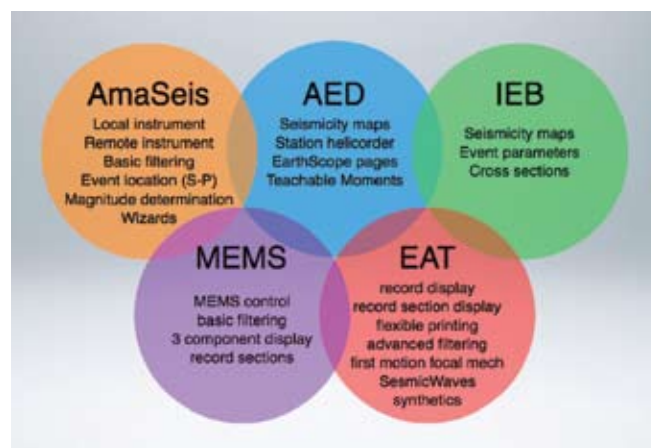 AmaSeis
Local instrument
Remote instrument
Basic filtering
Event location (S-P)
Magnitude determination
Wizards
AED
Seismicity maps
Station helicorder
EarthScope pages
Teachable Moments
IEB
Seismicity maps
Event parameters
Cross sections
MEMS
MEMS control
basic filtering
3 component display
record sections
EAT
record display
record section display
flexible printing
advanced filtering
first motion focal mech
SesmicWaves
synthetics